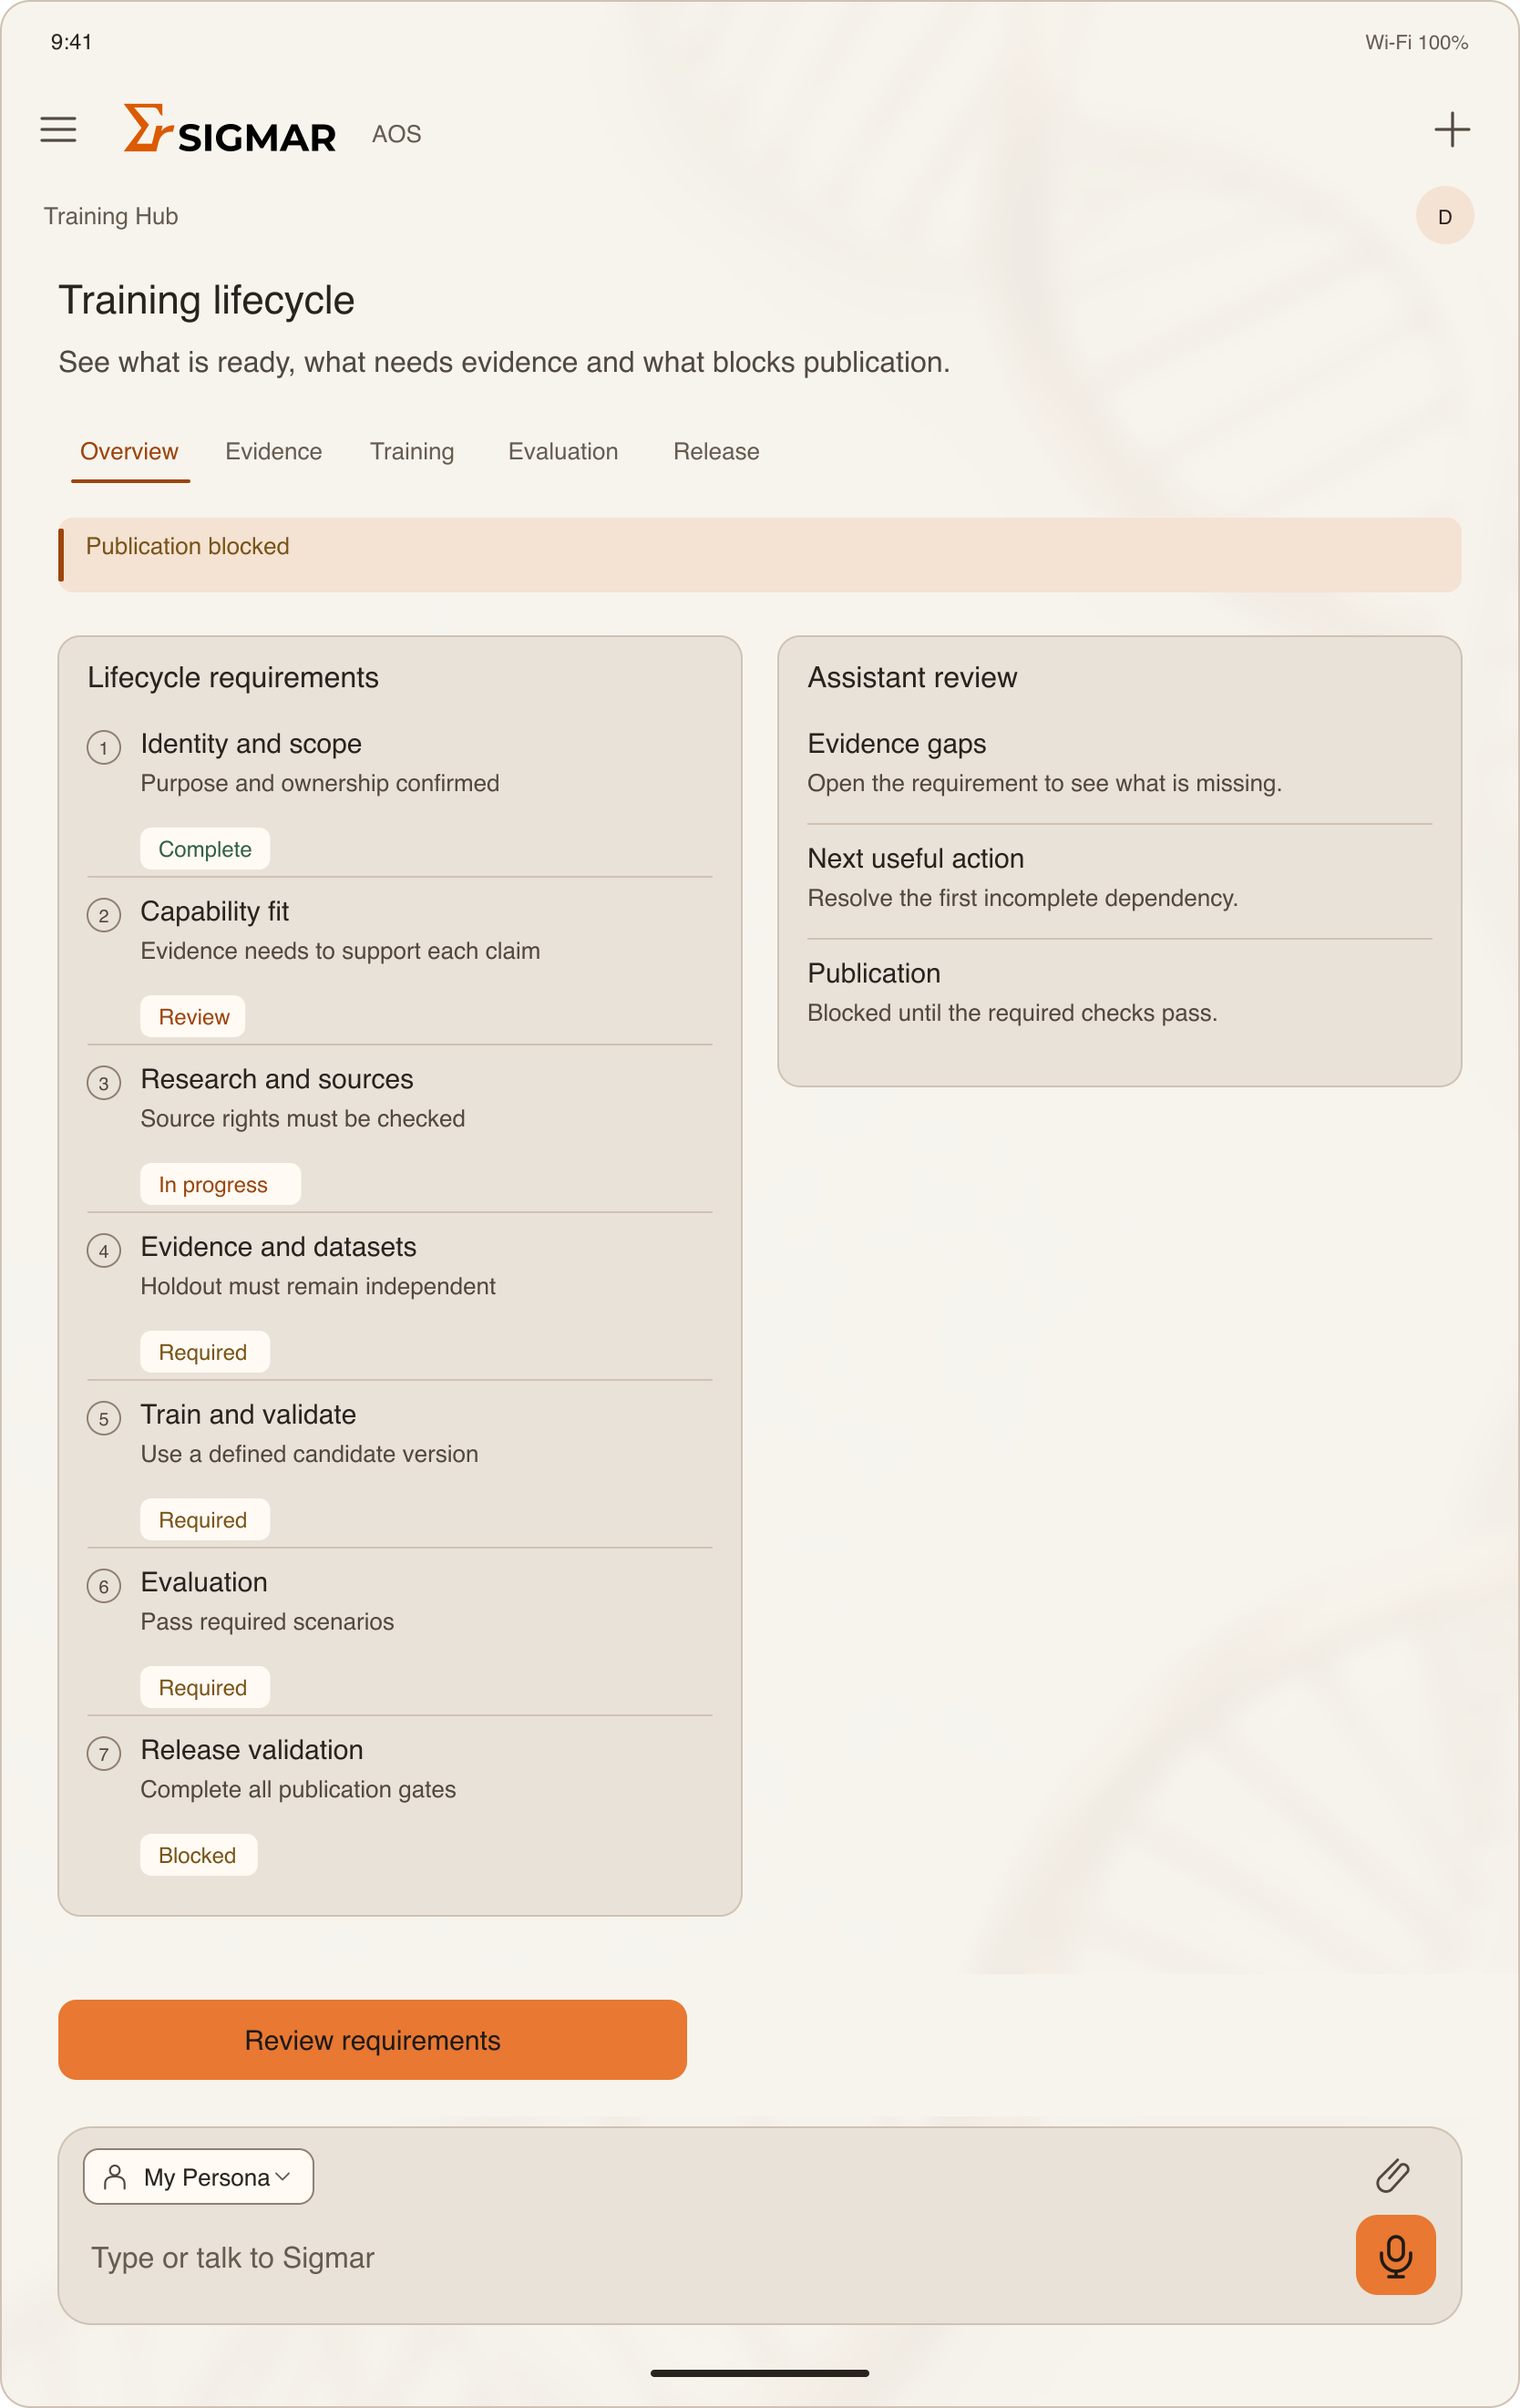 9:41
Wi-Fi 100%
Σr SIGMAR AOS
Training Hub
D
Training lifecycle
See what is ready, what needs evidence and what blocks publication.
Overview Evidence Training Evaluation Release
Publication blocked
Lifecycle requirements
1 Identity and scope
Purpose and ownership confirmed
Complete
2 Capability fit
Evidence needs to support each claim
Review
3 Research and sources
Source rights must be checked
In progress
4 Evidence and datasets
Holdout must remain independent
Required
5 Train and validate
Use a defined candidate version
Required
6 Evaluation
Pass required scenarios
Required
7 Release validation
Complete all publication gates
Blocked
Assistant review
Evidence gaps
Open the requirement to see what is missing.
Next useful action
Resolve the first incomplete dependency.
Publication
Blocked until the required checks pass.
Review requirements
My Persona
Type or talk to Sigmar